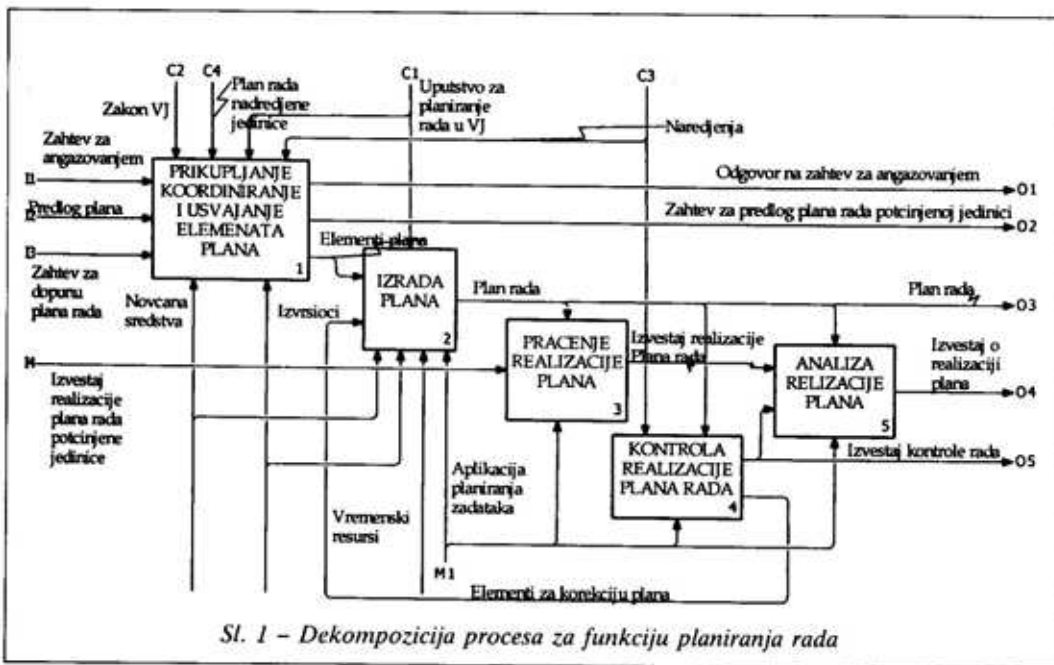 C2
C4
C1
C3
Zakon VJ
Plan rada
nadredjene
jedinice
Uputstvo za
planiranje
rada u VJ
Naredjenja
Zahtev za
angazovanjem
I1
Predlog plana
I3
Zahtev za
dopunu
plana rada
PRIKUPLJANJE
KOORDINIRANJE
I USVAJANJE
ELEMENATA
PLANA
1
Odgovor na zahtev za angazovanjem
O1
Zahtev za predlog plana rada potcinjenoj jedinici
O2
Elementi plana
IZRADA
PLANA
2
Plan rada
Plan rada
O3
Novcana
sredstva
Izvrsioci
PRACENJE
REALIZACIJE
PLANA
3
Izvestaj realizacije
Plana rada
ANALIZA
RELIZACIJE
PLANA
5
Izvestaj o
realizaciji
plana
O4
Izvestaj
realizacije
plana rada
potcinjene
jedinice
KONTROLA
REALIZACIJE
PLANA RADA
4
Izvestaj kontrole rada
O5
Aplikacija
planiranja
zadataka
Vremenski
resursi
M1
Elementi za korekciju plana
Sl. 1 – Dekompozicija procesa za funkciju planiranja rada